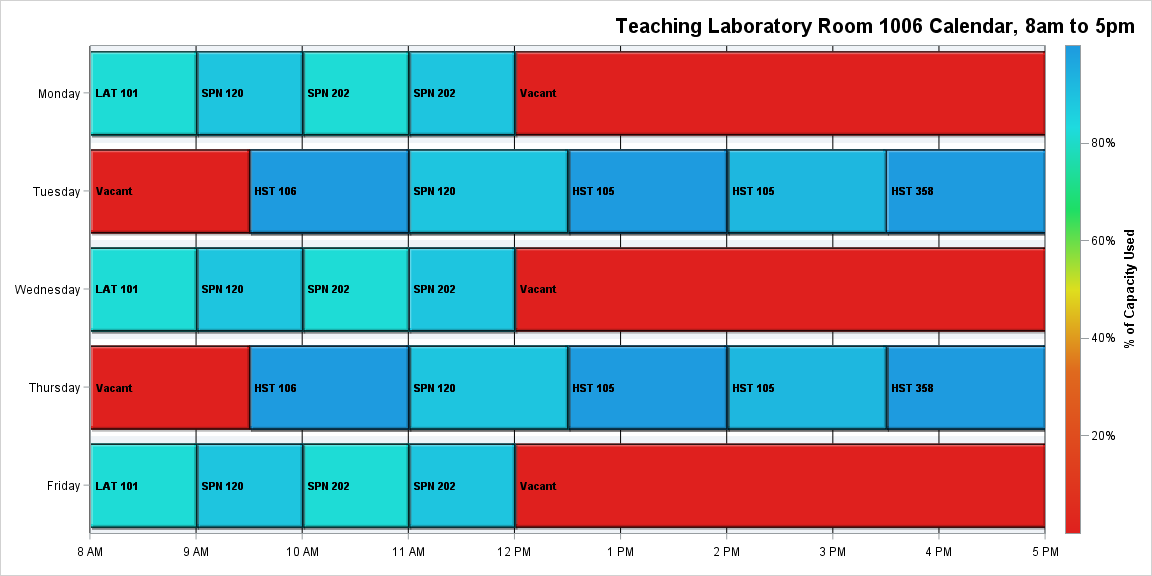 Teaching Laboratory Room 1006 Calendar, 8am to 5pm
Monday
LAT 101 SPN 120 SPN 202 SPN 202 Vacant
Tuesday
Vacant HST 106 SPN 120 HST 105 HST 105 HST 358
Wednesday
LAT 101 SPN 120 SPN 202 SPN 202 Vacant
Thursday
Vacant HST 106 SPN 120 HST 105 HST 105 HST 358
Friday
LAT 101 SPN 120 SPN 202 SPN 202 Vacant
8 AM 9 AM 10 AM 11 AM 12 PM 1 PM 2 PM 3 PM 4 PM 5 PM
80%
60%
40%
20%
% of Capacity Used